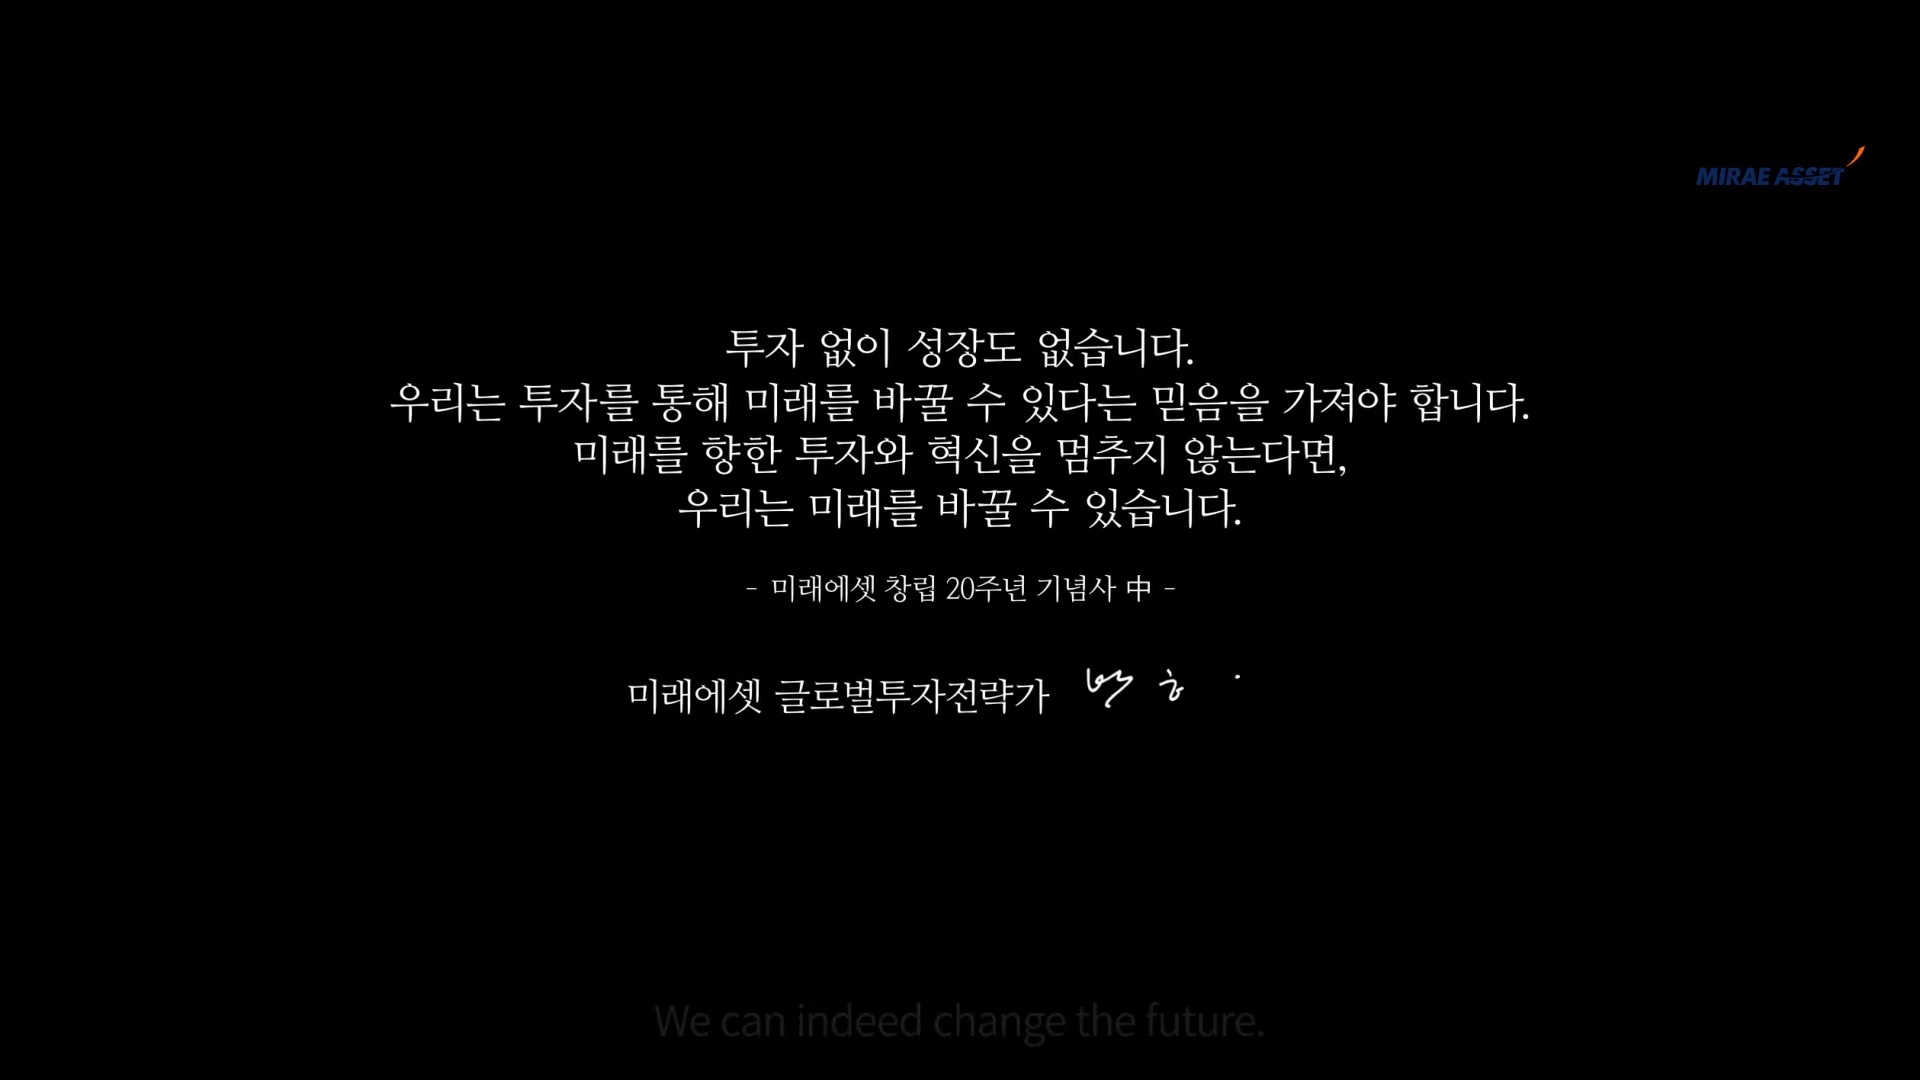 MIRAE ASSET
투자 없이 성장도 없습니다.
우리는 투자를 통해 미래를 바꿀 수 있다는 믿음을 가져야 합니다.
미래를 향한 투자와 혁신을 멈추지 않는다면,
우리는 미래를 바꿀 수 있습니다.
- 미래에셋 창립 20주년 기념사 中 -
미래에셋 글로벌투자전략가
We can indeed change the future.